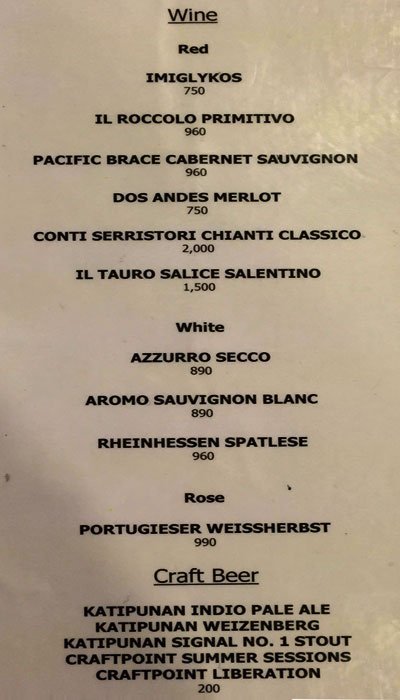 Wine
Red
IMIGLYKOS
750
IL ROCCOLO PRIMITIVO
960
PACIFIC BRACE CABERNET SAUVIGNON
960
DOS ANDES MERLOT
750
CONTI SERRISTORI CHIANTI CLASSICO
2,000
IL TAURO SALICE SALENTINO
1,500
White
AZZURRO SECCO
890
AROMO SAUVIGNON BLANC
890
RHEINHESSEN SPATLESE
960
Rose
PORTUGIESER WEISSHERBST
990
Craft Beer
KATIPUNAN INDIO PALE ALE
KATIPUNAN WEIZENBERG
KATIPUNAN SIGNAL NO. 1 STOUT
CRAFTPOINT SUMMER SESSIONS
CRAFTPOINT LIBERATION
200